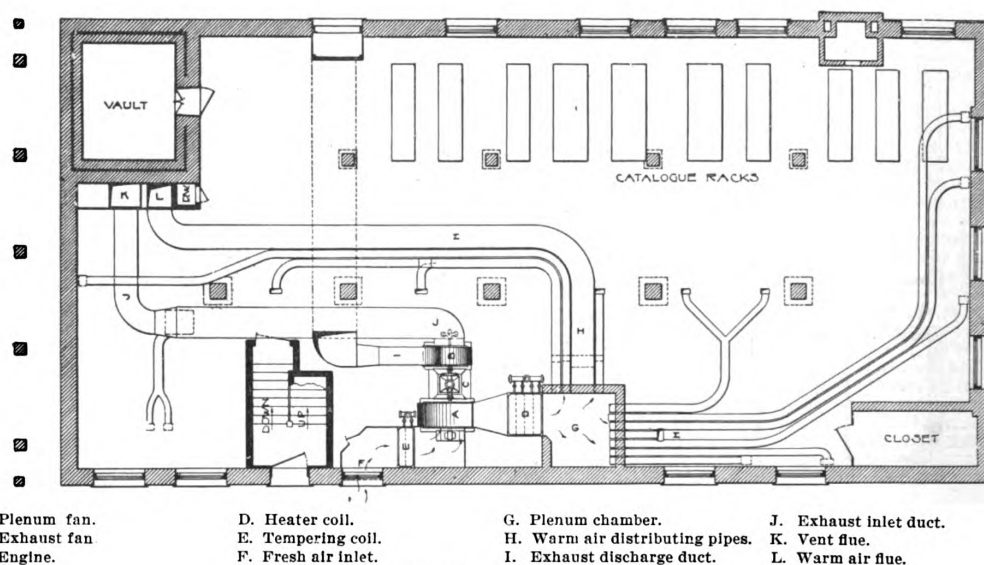 VAULT
K
L
ENG
CATALOGUE RACKS
H
J
J
H
I
B
C
A
D
G
E
F
H
DOWN
UP
CLOSET
Plenum fan. D. Heater coil. G. Plenum chamber. J. Exhaust inlet duct.
Exhaust fan E. Tempering coil. H. Warm air distributing pipes. K. Vent flue.
Engine. F. Fresh air inlet. I. Exhaust discharge duct. L. Warm air flue.